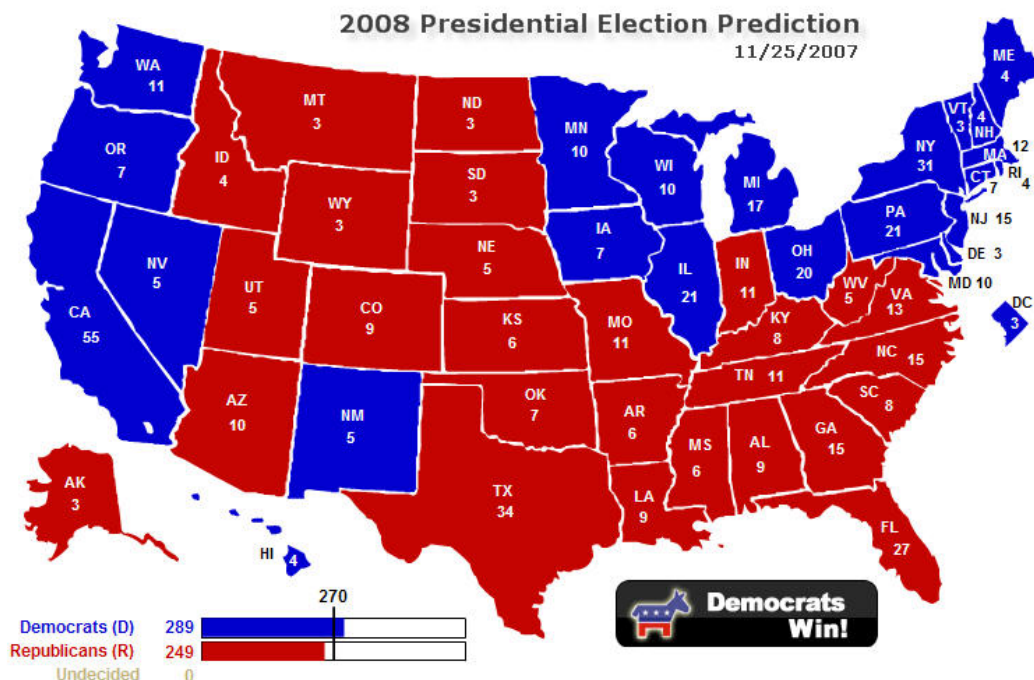 2008 Presidential Election Prediction
11/25/2007
WA
11
OR
7
CA
55
NV
5
ID
4
MT
3
WY
3
UT
5
CO
9
AZ
10
NM
5
ND
3
SD
3
NE
5
KS
6
OK
7
TX
34
MN
10
IA
7
MO
11
AR
6
LA
9
WI
10
IL
21
MI
17
IN
11
OH
20
KY
8
TN 11
MS
6
AL
9
GA
15
FL
27
SC
8
NC 15
VA
13
WV
5
PA
21
NY
31
VT
3
4
NH
ME
4
12
MA
RI
4
CT
7
NJ 15
DE 3
MD 10
DC
3
AK
3
HI 4
270
Democrats (D) 289
Republicans (R) 249
Undecided 0
Democrats
Win!